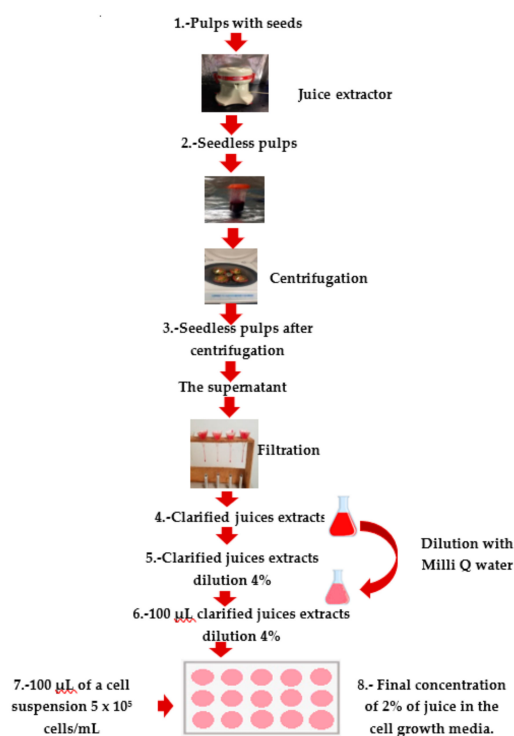 1.-Pulps with seeds
Juice extractor
2.-Seedless pulps
Centrifugation
3.-Seedless pulps after
centrifugation
The supernatant
Filtration
4.-Clarified juices extracts
5.-Clarified juices extracts
dilution 4%
Dilution with
Milli Q water
6.-100 µL clarified juices extracts
dilution 4%
7.-100 µL of a cell
suspension 5 x 10⁵
cells/mL
8.- Final concentration
of 2% of juice in the
cell growth media.